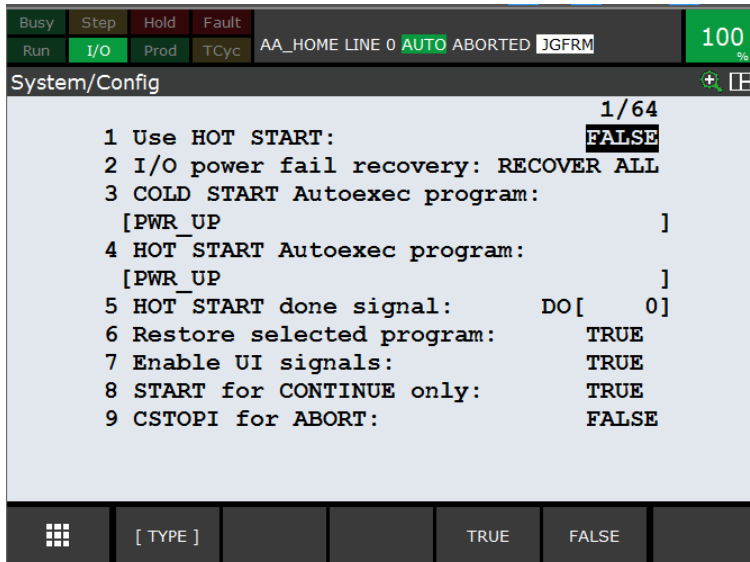 Busy Step Hold Fault
Run I/O Prod TCyc AA_HOME LINE 0 AUTO ABORTED JGFRM 100 %
System/Config
1/64
1 Use HOT START: FALSE
2 I/O power fail recovery: RECOVER ALL
3 COLD START Autoexec program:
[PWR_UP ]
4 HOT START Autoexec program:
[PWR_UP ]
5 HOT START done signal: DO[ 0]
6 Restore selected program: TRUE
7 Enable UI signals: TRUE
8 START for CONTINUE only: TRUE
9 CSTOPI for ABORT: FALSE
[ TYPE ] TRUE FALSE